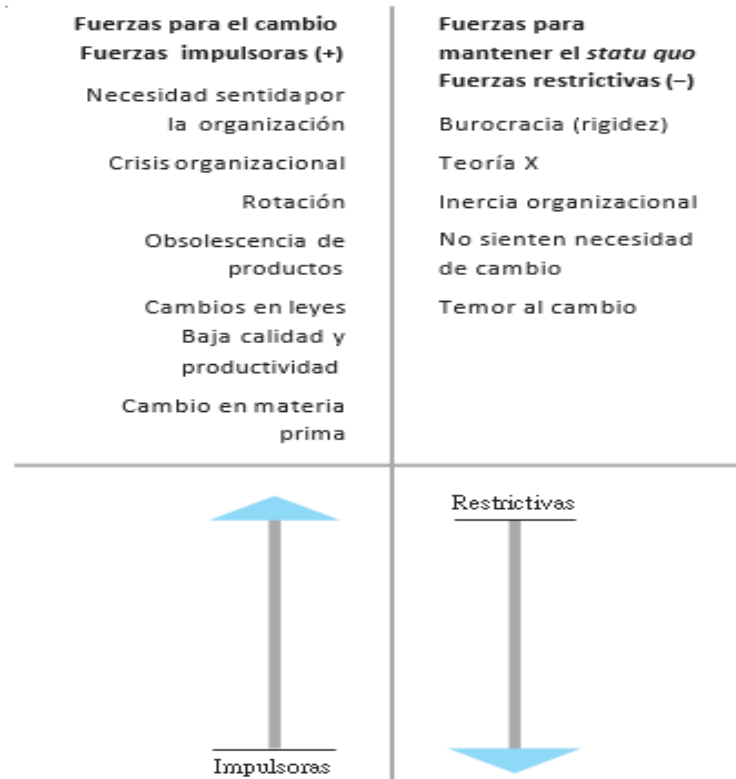 Fuerzas para el cambio
Fuerzas impulsoras (+)
Necesidad sentida por
la organización
Crisis organizacional
Rotación
Obsolescencia de
productos
Cambios en leyes
Baja calidad y
productividad
Cambio en materia
prima
Fuerzas para
mantener el statu quo
Fuerzas restrictivas (–)
Burocracia (rigidez)
Teoría X
Inercia organizacional
No sienten necesidad
de cambio
Temor al cambio
Impulsoras
Restrictivas